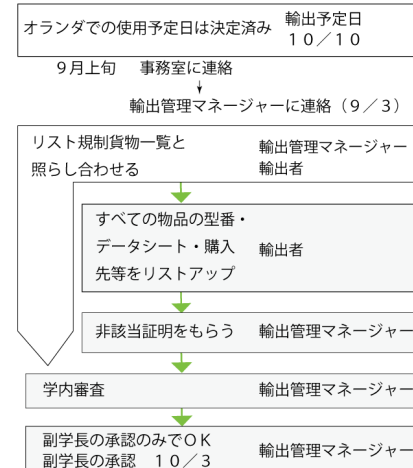 オランダでの使用予定日は決定済み 輸出予定日
１０／１０
９月上旬 事務室に連絡
↓
輸出管理マネージャーに連絡（９／３）
リスト規制貨物一覧と 輸出管理マネージャー
照らし合わせる 輸出者
すべての物品の型番・
データシート・購入 輸出者
先等をリストアップ
非該当証明をもらう 輸出管理マネージャー
学内審査 輸出管理マネージャー
副学長の承認のみでＯＫ 輸出管理マネージャー
副学長の承認 １０／３